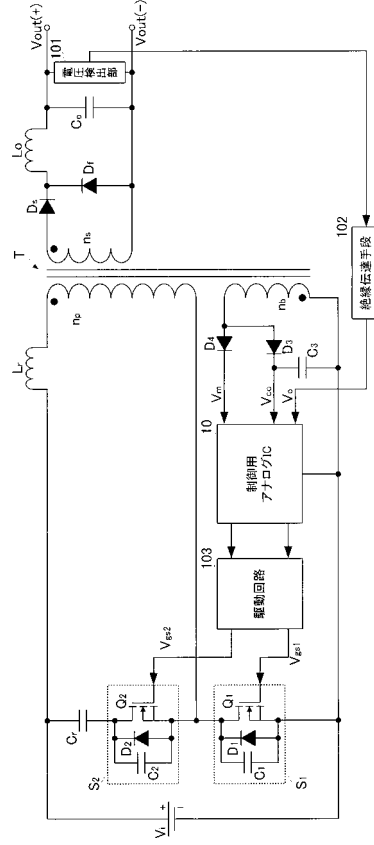 Vout(+)
Vout(-)
101
電圧検出部
Co
Lo
Df
Ds
ns
T
np
nb
Lr
102
絶縁伝達手段
D4
D3
C3
Vm
Vcc
Vo
10
制御用
アナログIC
103
駆動回路
Vgs2
Vgs1
Cr
Q2
D2
C2
S2
Q1
D1
C1
S1
Vi
+
−